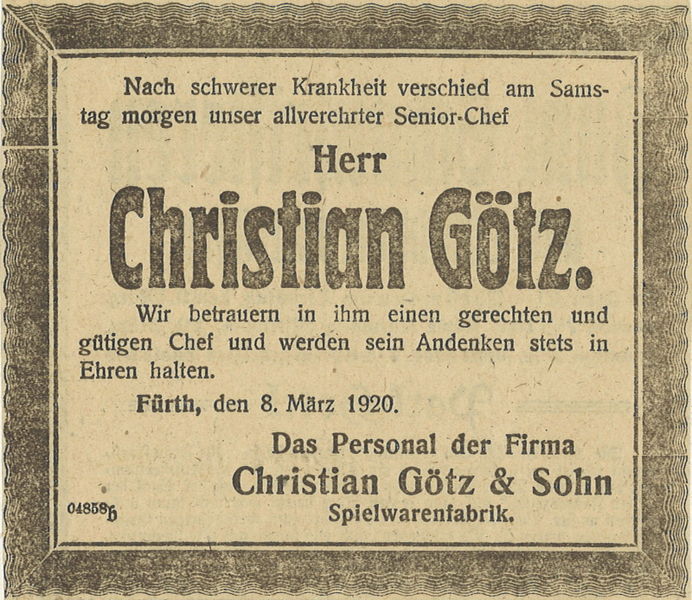 Nach schwerer Krankheit verschied am Sams-
tag morgen unser allverehrter Senior-Chef
Herr
Christian Götz.
Wir betrauern in ihm einen gerechten und
gütigen Chef und werden sein Andenken stets in
Ehren halten.
Fürth, den 8. März 1920.
Das Personal der Firma
Christian Götz & Sohn
Spielwarenfabrik.
04858